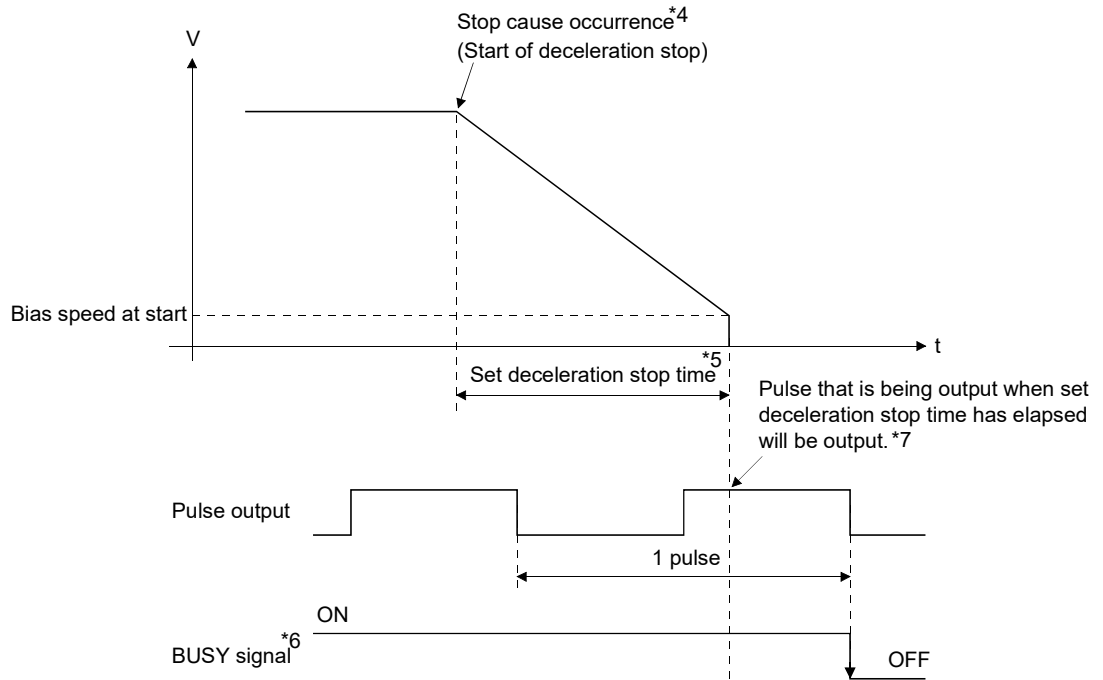 Stop cause occurrence*4
(Start of deceleration stop)
V
Bias speed at start
t
Set deceleration stop time*5
Pulse that is being output when set
deceleration stop time has elapsed
will be output.*7
Pulse output
1 pulse
ON
BUSY signal*6
OFF